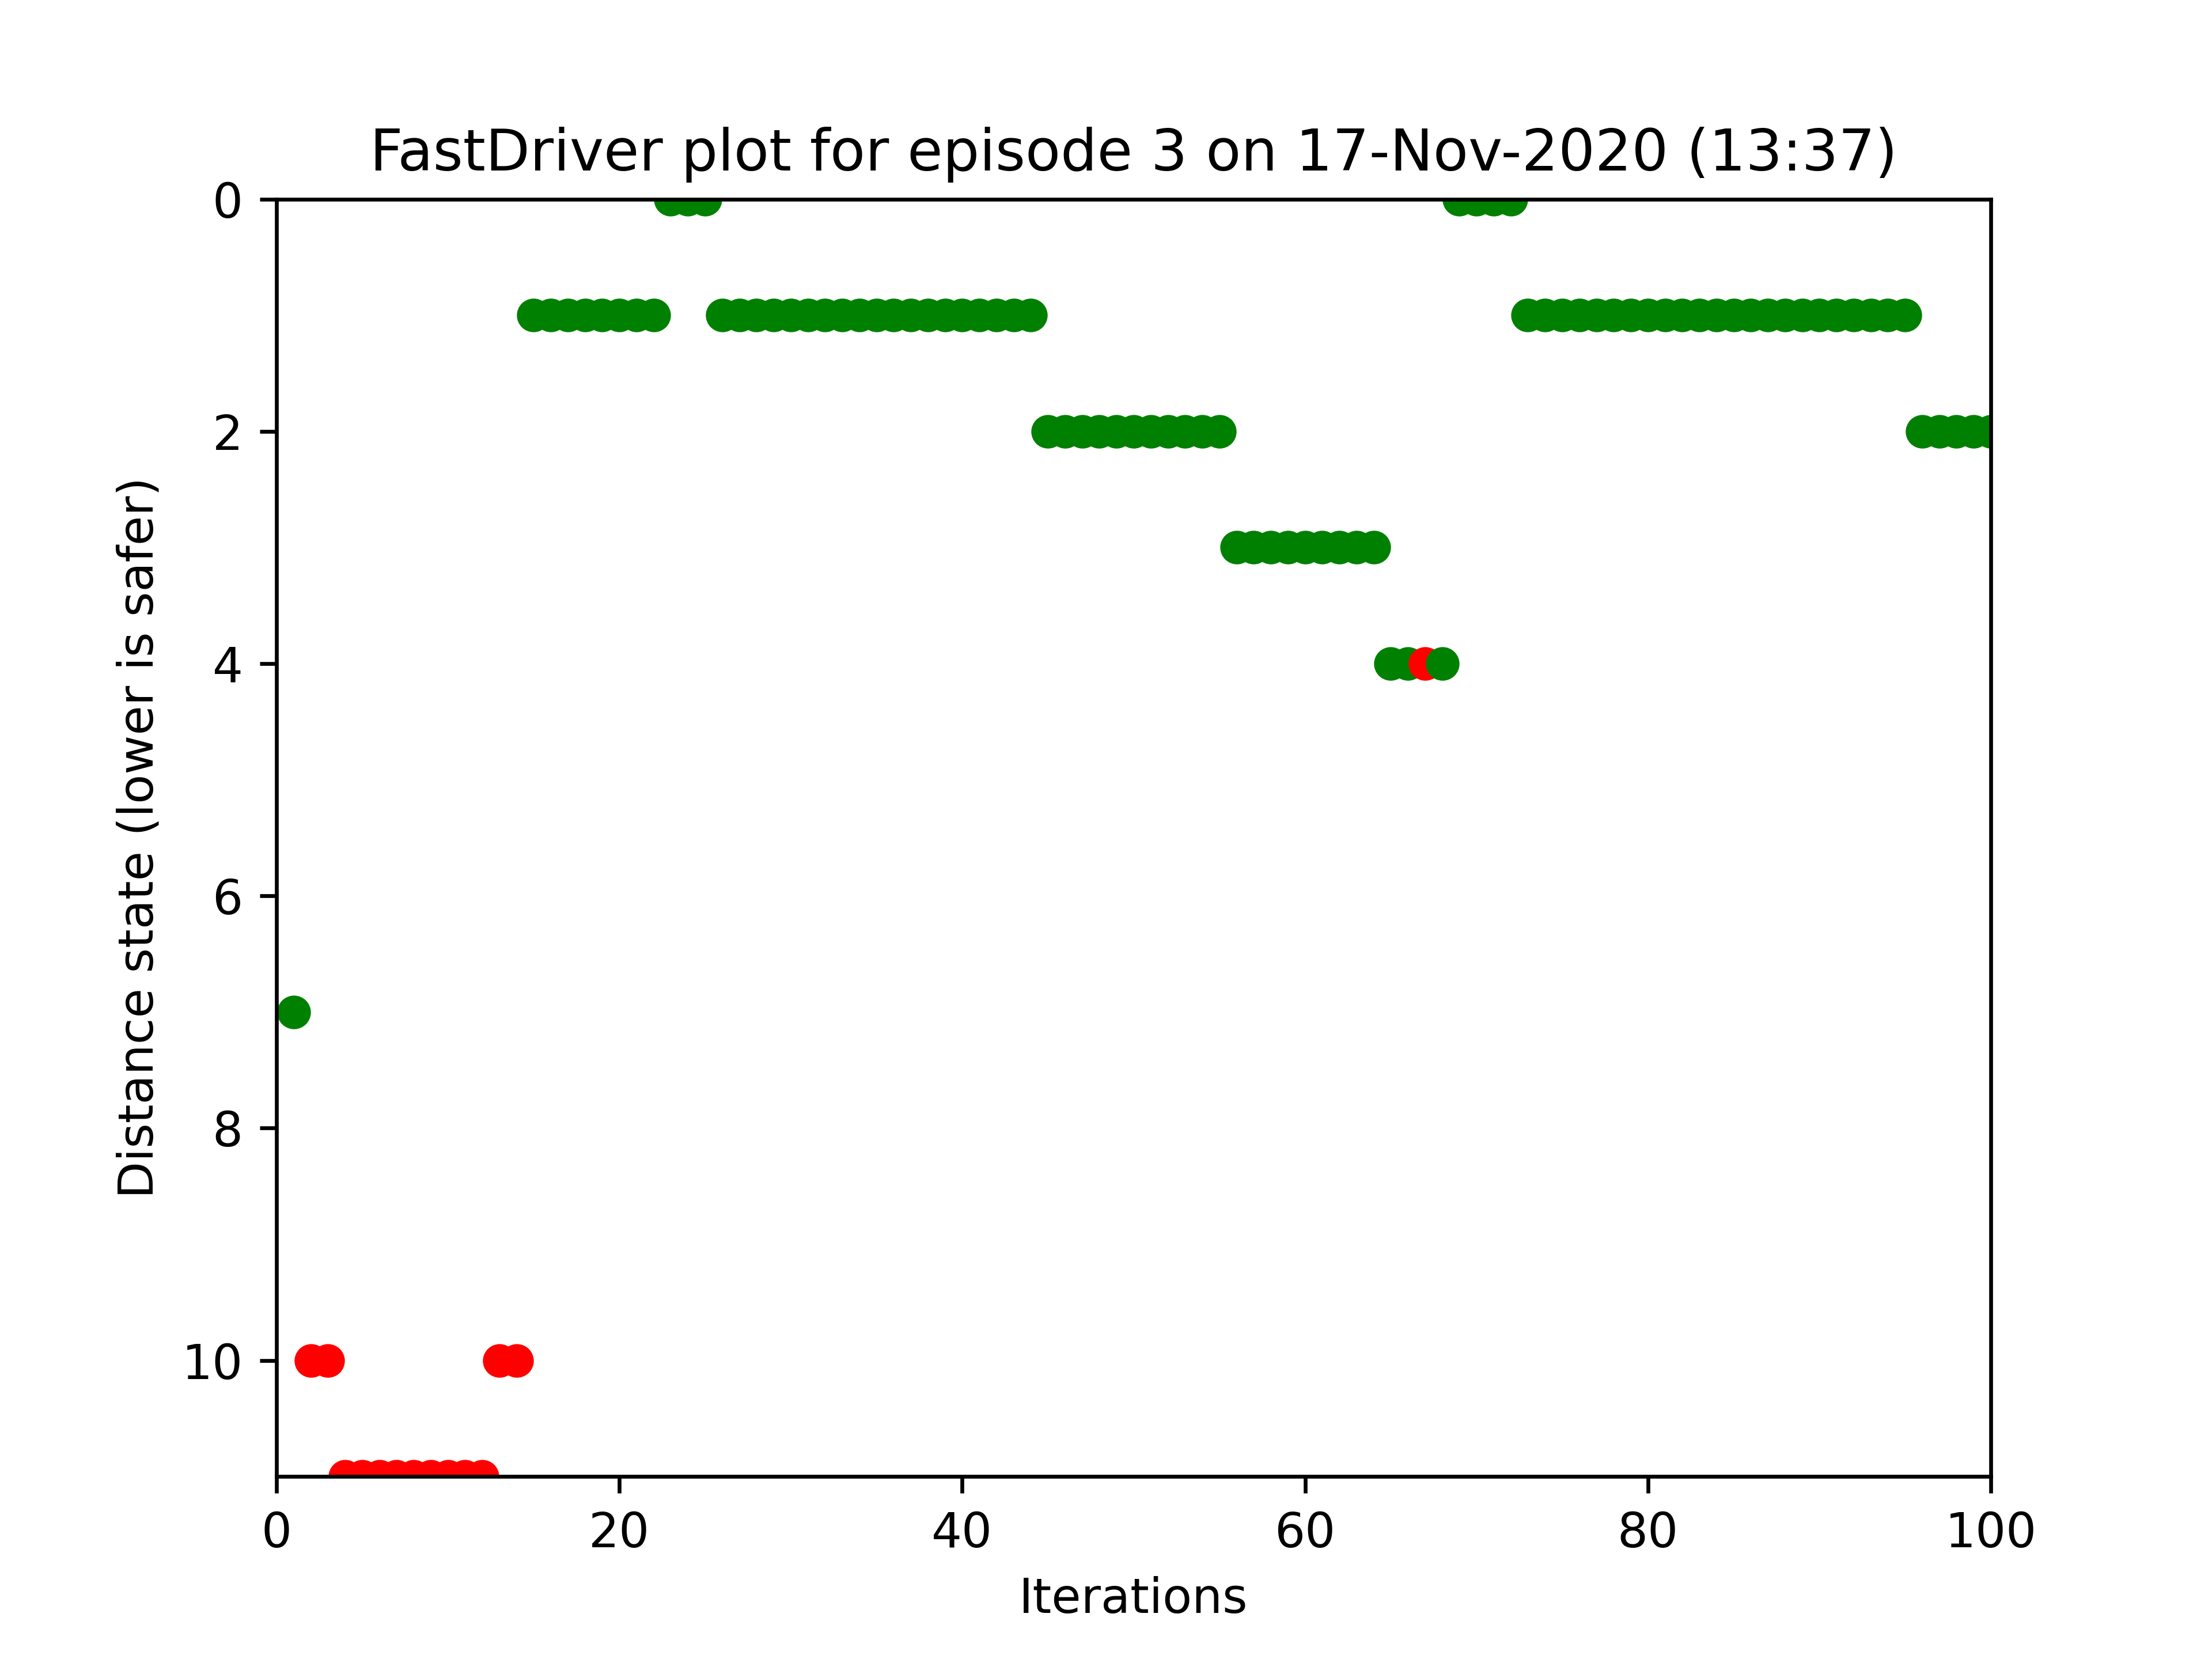 FastDriver plot for episode 3 on 17-Nov-2020 (13:37)
0
2
4
6
8
10
Distance state (lower is safer)
0 20 40 60 80 100
Iterations